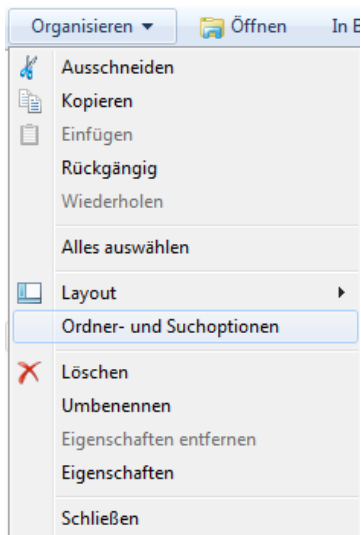 Organisieren Öffnen In
Ausschneiden
Kopieren
Einfügen
Rückgängig
Wiederholen
Alles auswählen
Layout
Ordner- und Suchoptionen
Löschen
Umbenennen
Eigenschaften entfernen
Eigenschaften
Schließen